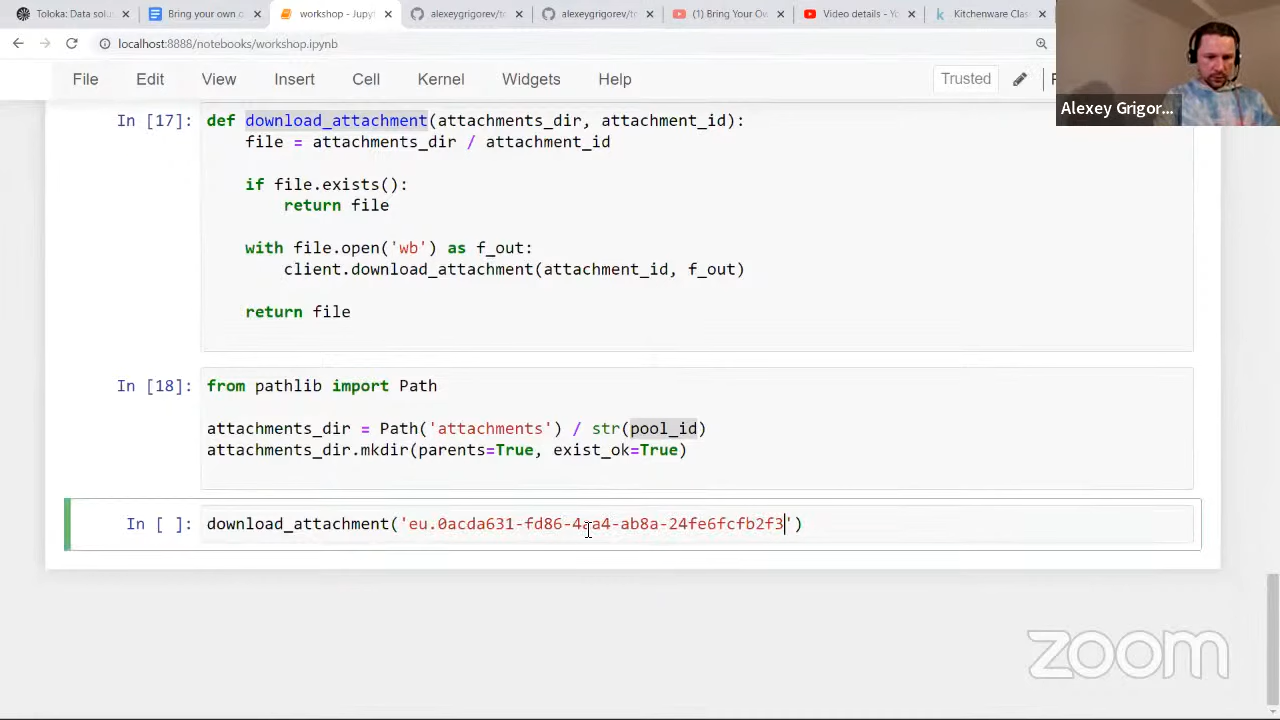 Toloka: Data s
Bring your own c
workshop - Jupyt
alexeygrigorev/to
alexeygrigorev/tr
(1) Bring Your Ow
Video details - Yo
Kitchenware Clas
localhost:8888/notebooks/workshop.ipynb
File Edit View Insert Cell Kernel Widgets Help Trusted
Alexey Grigor...
In [17]: def download_attachment(attachments_dir, attachment_id):
file = attachments_dir / attachment_id
if file.exists():
return file
with file.open('wb') as f_out:
client.download_attachment(attachment_id, f_out)
return file
In [18]: from pathlib import Path
attachments_dir = Path('attachments') / str(pool_id)
attachments_dir.mkdir(parents=True, exist_ok=True)
In [ ]: download_attachment('eu.0acda631-fd86-4aa4-ab8a-24fe6fcfb2f3')
zoom